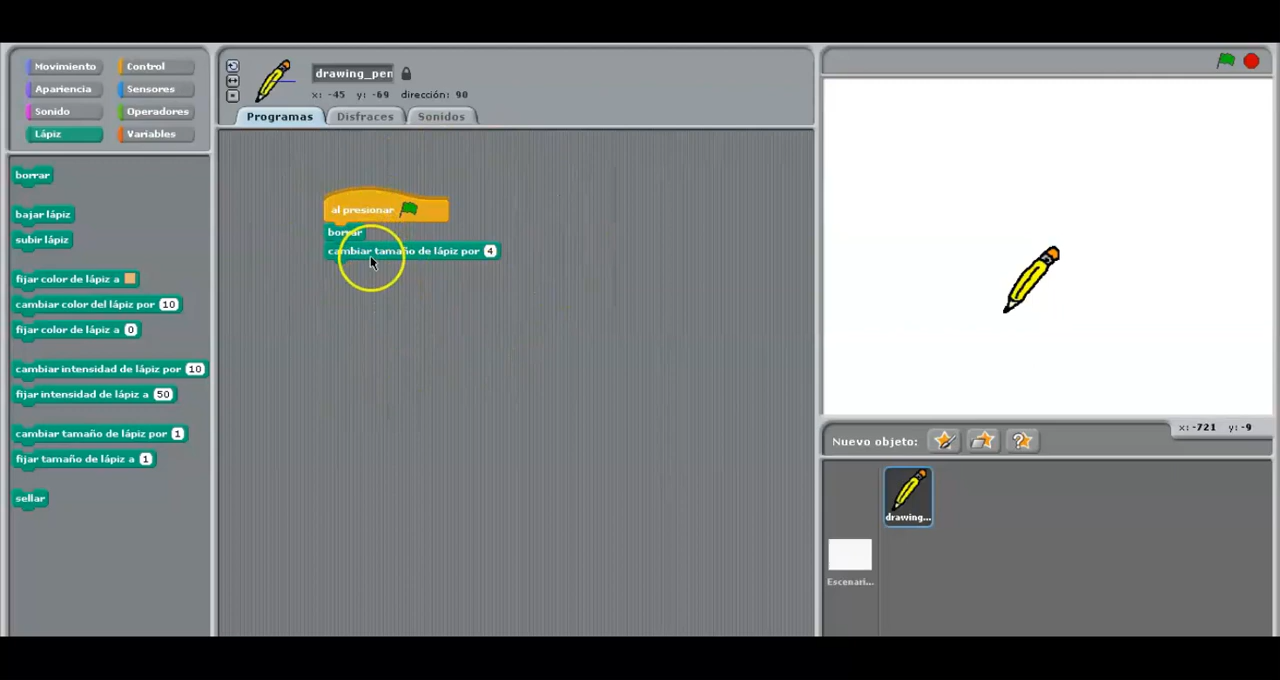 Movimiento
Control
Apariencia
Sensores
Sonido
Operadores
Lápiz
Variables
borrar
bajar lápiz
subir lápiz
fijar color de lápiz a
cambiar color del lápiz por 10
fijar color de lápiz a 0
cambiar intensidad de lápiz por 10
fijar intensidad de lápiz a 50
cambiar tamaño de lápiz por 1
fijar tamaño de lápiz a 1
sellar
drawing_pen
x: -45 y: -69 dirección: 90
Programas
Disfraces
Sonidos
al presionar
borrar
cambiar tamaño de lápiz por 4
x: -721 y: -9
Nuevo objeto:
drawing...
Escenari...